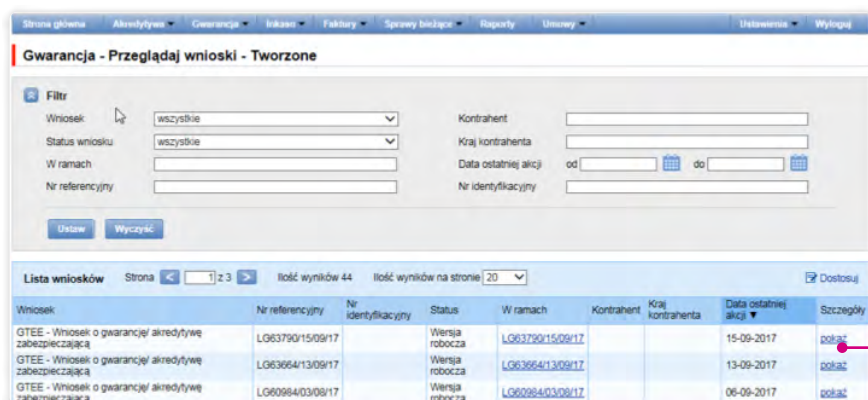 Strona główna Akredytywa Gwarancja Inkaso Faktury Sprawy bieżące Raporty Umowy Ustawienia Wyloguj
Gwarancja - Przeglądaj wnioski - Tworzone
Filtr
Wniosek wszystkie Kontrahent
Status wniosku wszystkie Kraj kontrahenta
W ramach Data ostatniej akcji od do
Nr referencyjny Nr identyfikacyjny
Ustaw Wyczyść
Lista wniosków Strona < 1 z 3 > Ilość wyników 44 Ilość wyników na stronie 20 Dostosuj
Wniosek Nr referencyjny Nr identyfikacyjny Status W ramach Kontrahent Kraj kontrahenta Data ostatniej akcji ▼ Szczegóły
GTEE - Wniosek o gwarancję/ akredytywę zabezpieczającą LG63790/15/09/17 Wersja robocza LG63790/15/09/17 15-09-2017 pokaż
GTEE - Wniosek o gwarancję/ akredytywę zabezpieczającą LG63664/13/09/17 Wersja robocza LG63664/13/09/17 13-09-2017 pokaż
GTEE - Wniosek o gwarancję/ akredytywę zabezpieczającą LG60984/03/08/17 Wersja robocza LG60984/03/08/17 06-09-2017 pokaż